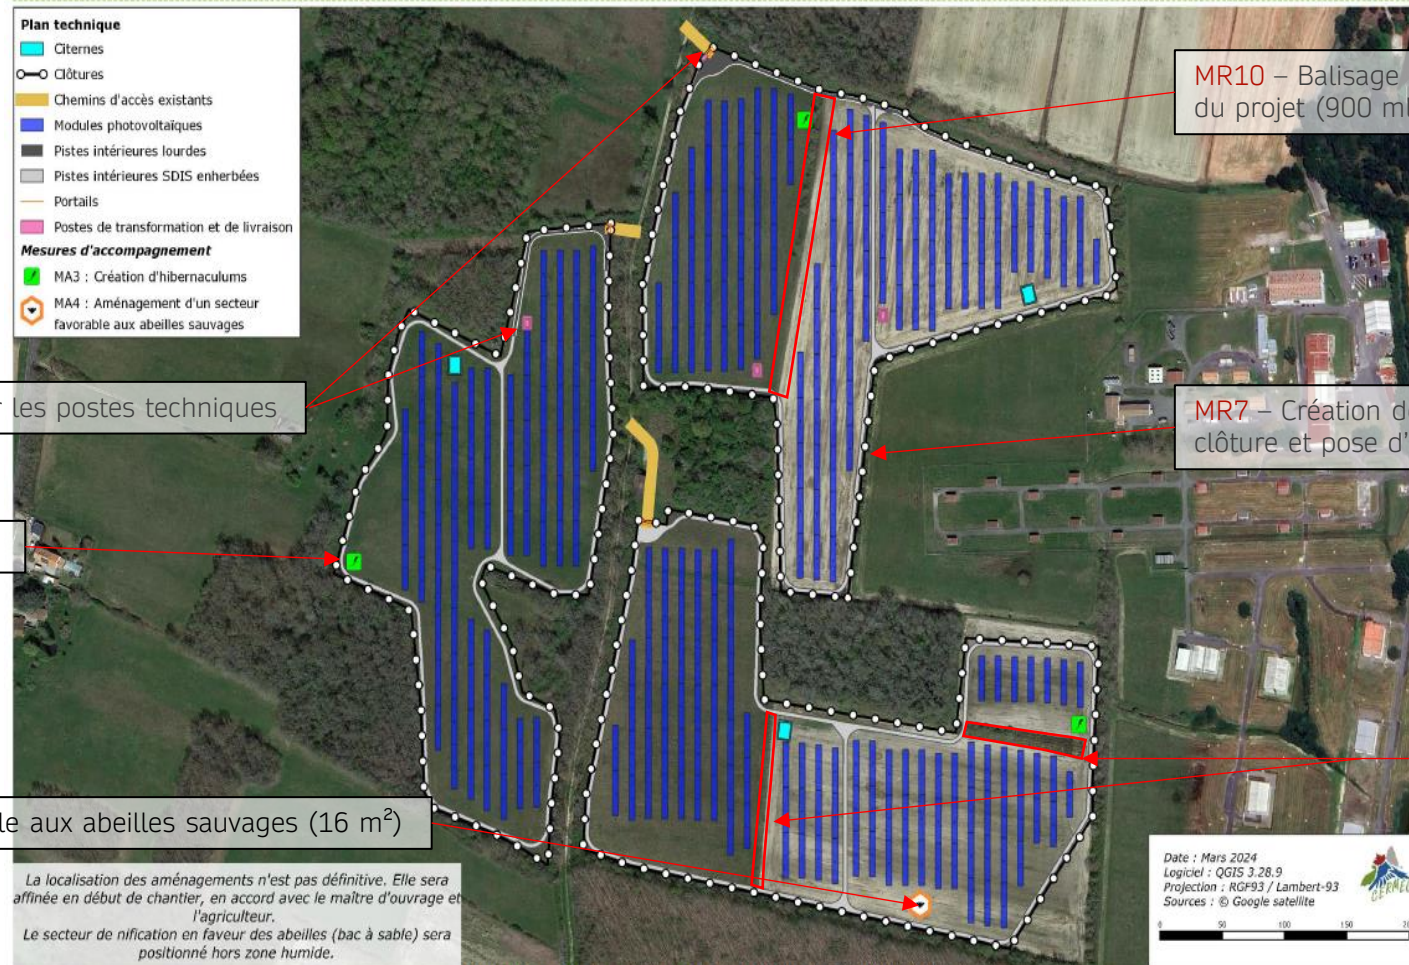 Plan technique
Citernes
Clôtures
Chemins d'accès existants
Modules photovoltaïques
Pistes intérieures lourdes
Pistes intérieures SDIS enherbées
Portails
Postes de transformation et de livraison
Mesures d'accompagnement
MA3 : Création d'hibernaculums
MA4 : Aménagement d'un secteur
favorable aux abeilles sauvages
MR10 – Balisage
du projet (900 ml
les postes techniques
MR7 – Création d
clôture et pose d'
aux abeilles sauvages (16 m²)
La localisation des aménagements n'est pas définitive. Elle sera
affinée en début de chantier, en accord avec le maître d'ouvrage et
l'agriculteur.
Le secteur de nification en faveur des abeilles (bac à sable) sera
positionné hors zone humide.
Date : Mars 2024
Logiciel : QGIS 3.28.9
Projection : RGF93 / Lambert-93
Sources : © Google satellite
0 50 100 150